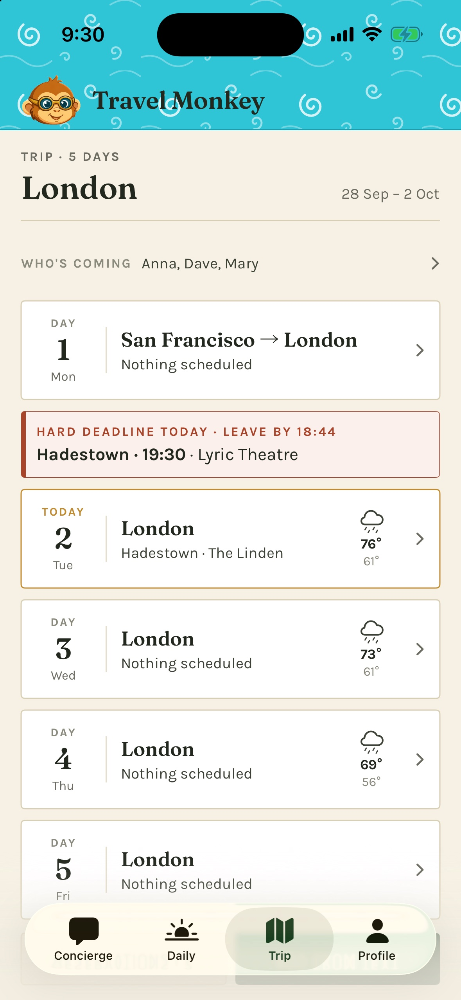 9:30
Travel Monkey
TRIP · 5 DAYS
London
28 Sep – 2 Oct
WHO'S COMING Anna, Dave, Mary
DAY
1
Mon
San Francisco → London
Nothing scheduled
HARD DEADLINE TODAY · LEAVE BY 18:44
Hadestown · 19:30 · Lyric Theatre
TODAY
2
Tue
London
Hadestown · The Linden
76°
61°
DAY
3
Wed
London
Nothing scheduled
73°
61°
DAY
4
Thu
London
Nothing scheduled
69°
56°
DAY
5
Fri
London
Nothing scheduled
Concierge
Daily
Trip
Profile